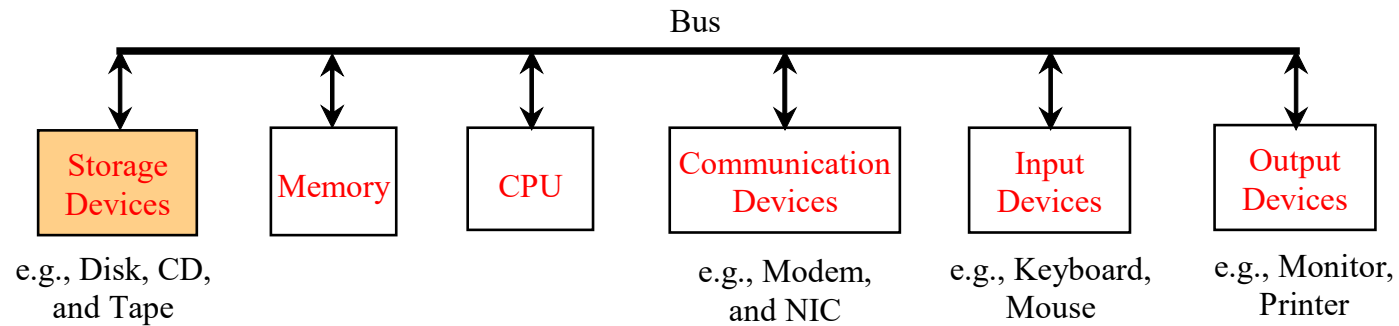 Bus
Storage
Devices
Memory
CPU
Communication
Devices
Input
Devices
Output
Devices
e.g., Disk, CD,
and Tape
e.g., Modem,
and NIC
e.g., Keyboard,
Mouse
e.g., Monitor,
Printer